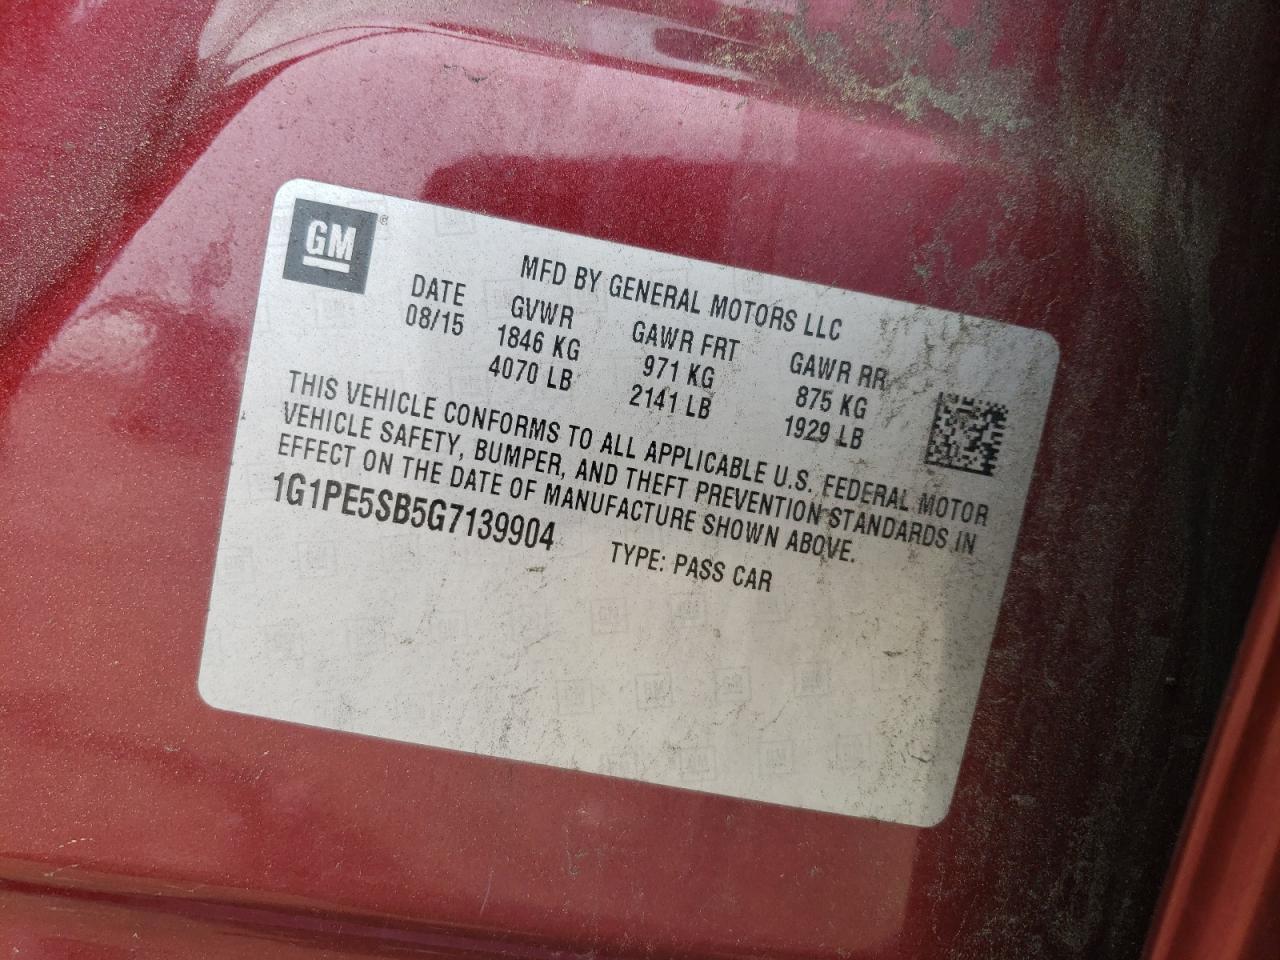 GM ®
MFD BY GENERAL MOTORS LLC
DATE GVWR GAWR FRT GAWR RR
08/15 1846 KG 971 KG 875 KG
4070 LB 2141 LB 1929 LB
THIS VEHICLE CONFORMS TO ALL APPLICABLE U.S. FEDERAL MOTOR
VEHICLE SAFETY, BUMPER, AND THEFT PREVENTION STANDARDS IN
EFFECT ON THE DATE OF MANUFACTURE SHOWN ABOVE.
1G1PE5SB5G7139904 TYPE: PASS CAR